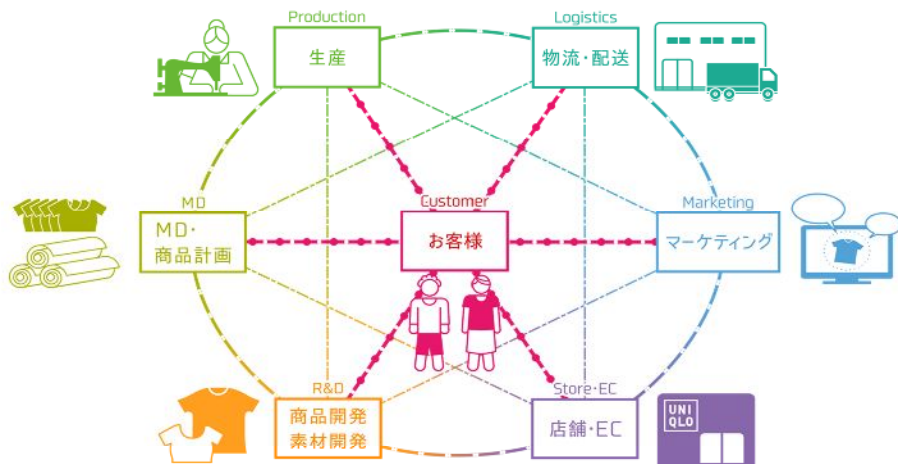 Production
生産
Logistics
物流・配送
MD
MD・
商品計画
Customer
お客様
Marketing
マーケティング
R&D
商品開発
素材開発
Store・EC
店舗・EC
UNI
QLO